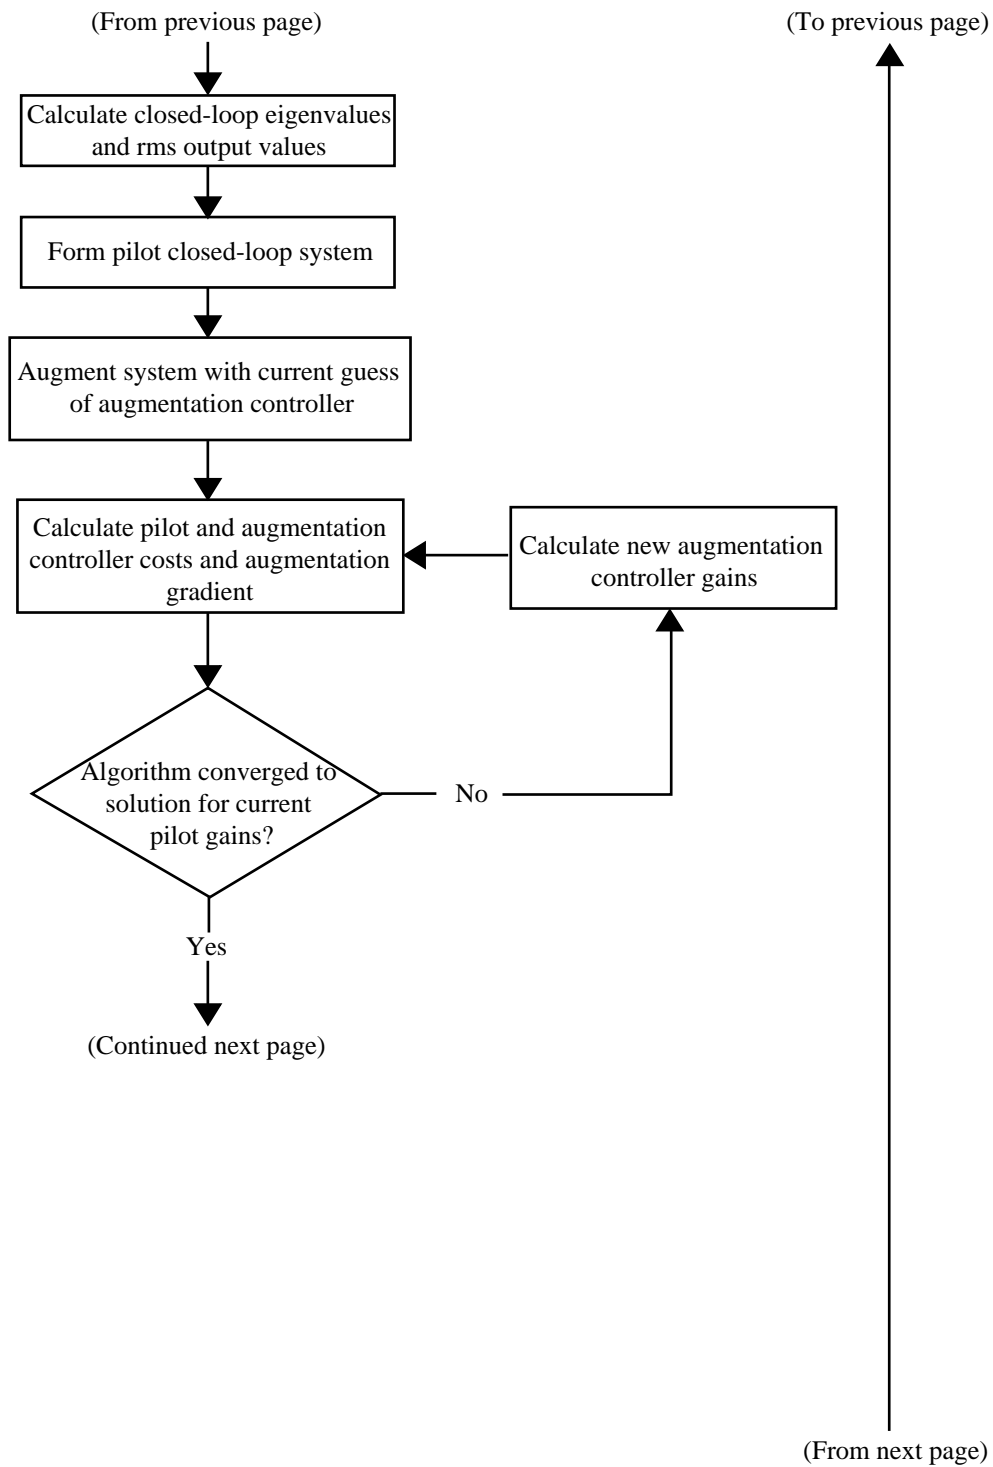 (From previous page)
(To previous page)
Calculate closed-loop eigenvalues
and rms output values
Form pilot closed-loop system
Augment system with current guess
of augmentation controller
Calculate pilot and augmentation
controller costs and augmentation
gradient
Calculate new augmentation
controller gains
Algorithm converged to
solution for current
pilot gains?
No
Yes
(Continued next page)
(From next page)